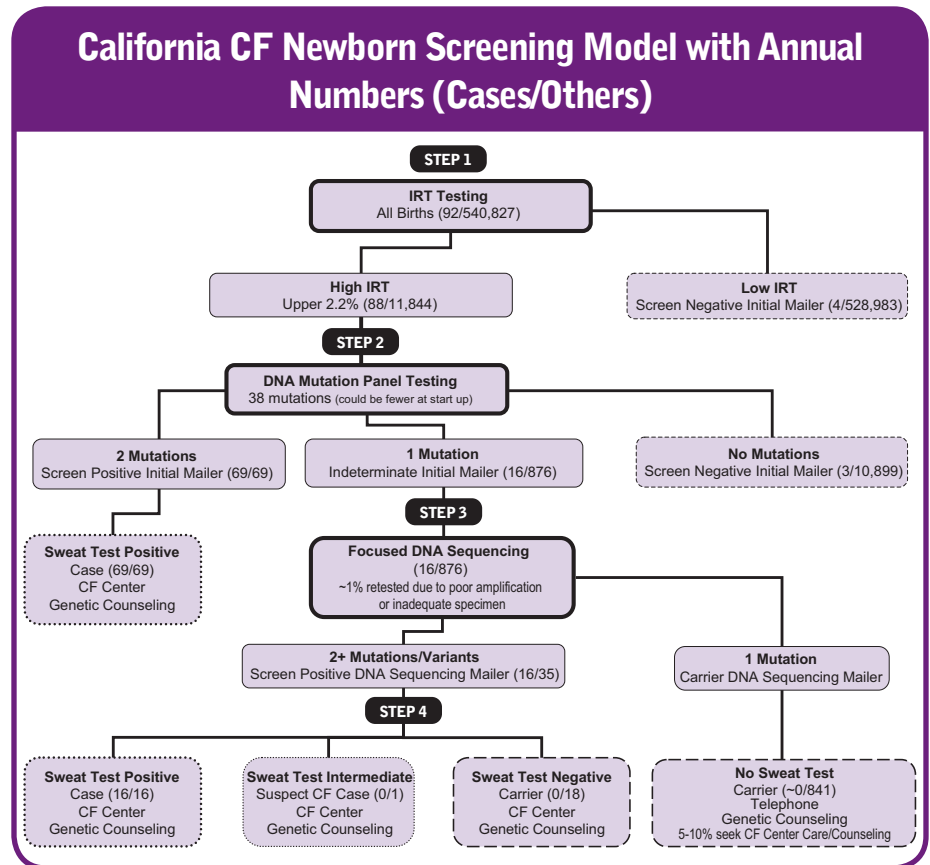 California CF Newborn Screening Model with Annual
Numbers (Cases/Others)
STEP 1
IRT Testing
All Births (92/540,827)
High IRT
Upper 2.2% (88/11,844)
Low IRT
Screen Negative Initial Mailer (4/528,983)
STEP 2
DNA Mutation Panel Testing
38 mutations (could be fewer at start up)
2 Mutations
Screen Positive Initial Mailer (69/69)
1 Mutation
Indeterminate Initial Mailer (16/876)
No Mutations
Screen Negative Initial Mailer (3/10,899)
STEP 3
Sweat Test Positive
Case (69/69)
CF Center
Genetic Counseling
Focused DNA Sequencing
(16/876)
~1% retested due to poor amplification
or inadequate specimen
2+ Mutations/Variants
Screen Positive DNA Sequencing Mailer (16/35)
1 Mutation
Carrier DNA Sequencing Mailer
STEP 4
Sweat Test Positive
Case (16/16)
CF Center
Genetic Counseling
Sweat Test Intermediate
Suspect CF Case (0/1)
CF Center
Genetic Counseling
Sweat Test Negative
Carrier (0/18)
CF Center
Genetic Counseling
No Sweat Test
Carrier (~0/841)
Telephone
Genetic Counseling
5-10% seek CF Center Care/Counseling